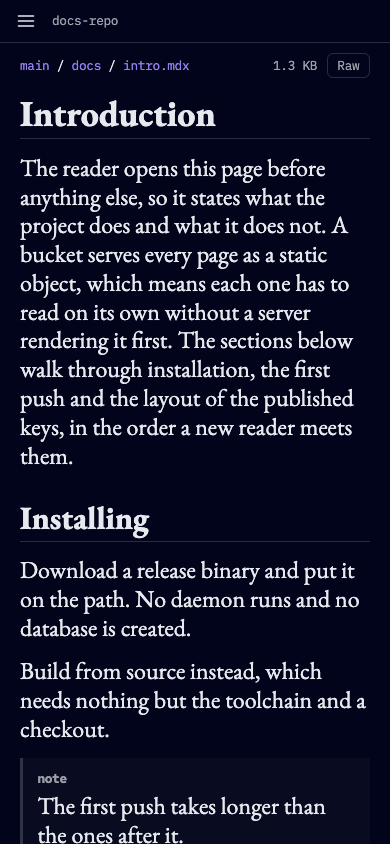 docs-repo
main / docs / intro.mdx 1.3 KB Raw
Introduction
The reader opens this page before
anything else, so it states what the
project does and what it does not. A
bucket serves every page as a static
object, which means each one has to
read on its own without a server
rendering it first. The sections below
walk through installation, the first
push and the layout of the published
keys, in the order a new reader meets
them.
Installing
Download a release binary and put it
on the path. No daemon runs and no
database is created.
Build from source instead, which
needs nothing but the toolchain and a
checkout.
note
The first push takes longer than
the ones after it.